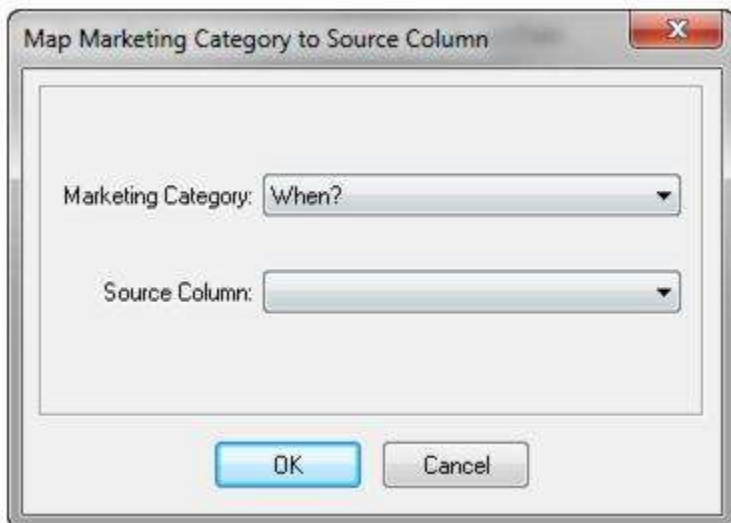 Map Marketing Category to Source Column
Marketing Category: When?
Source Column:
OK Cancel